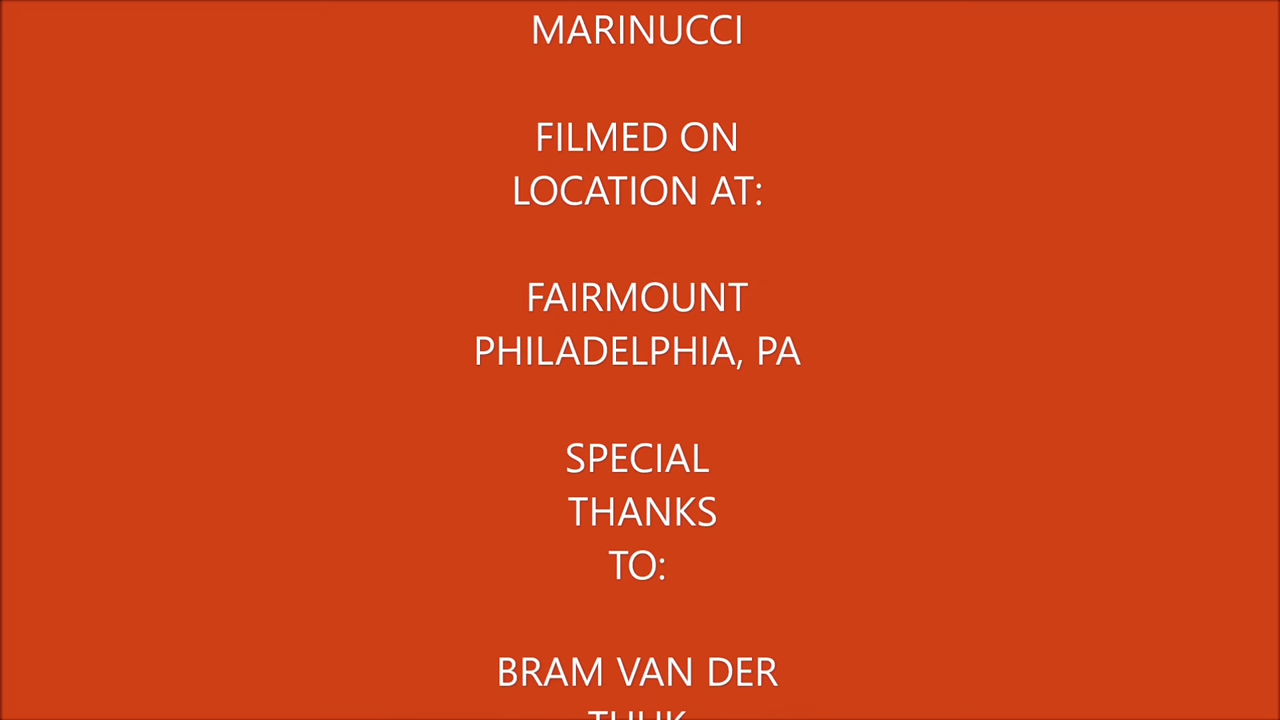 MARINUCCI
FILMED ON
LOCATION AT:
FAIRMOUNT
PHILADELPHIA, PA
SPECIAL
THANKS
TO:
BRAM VAN DER